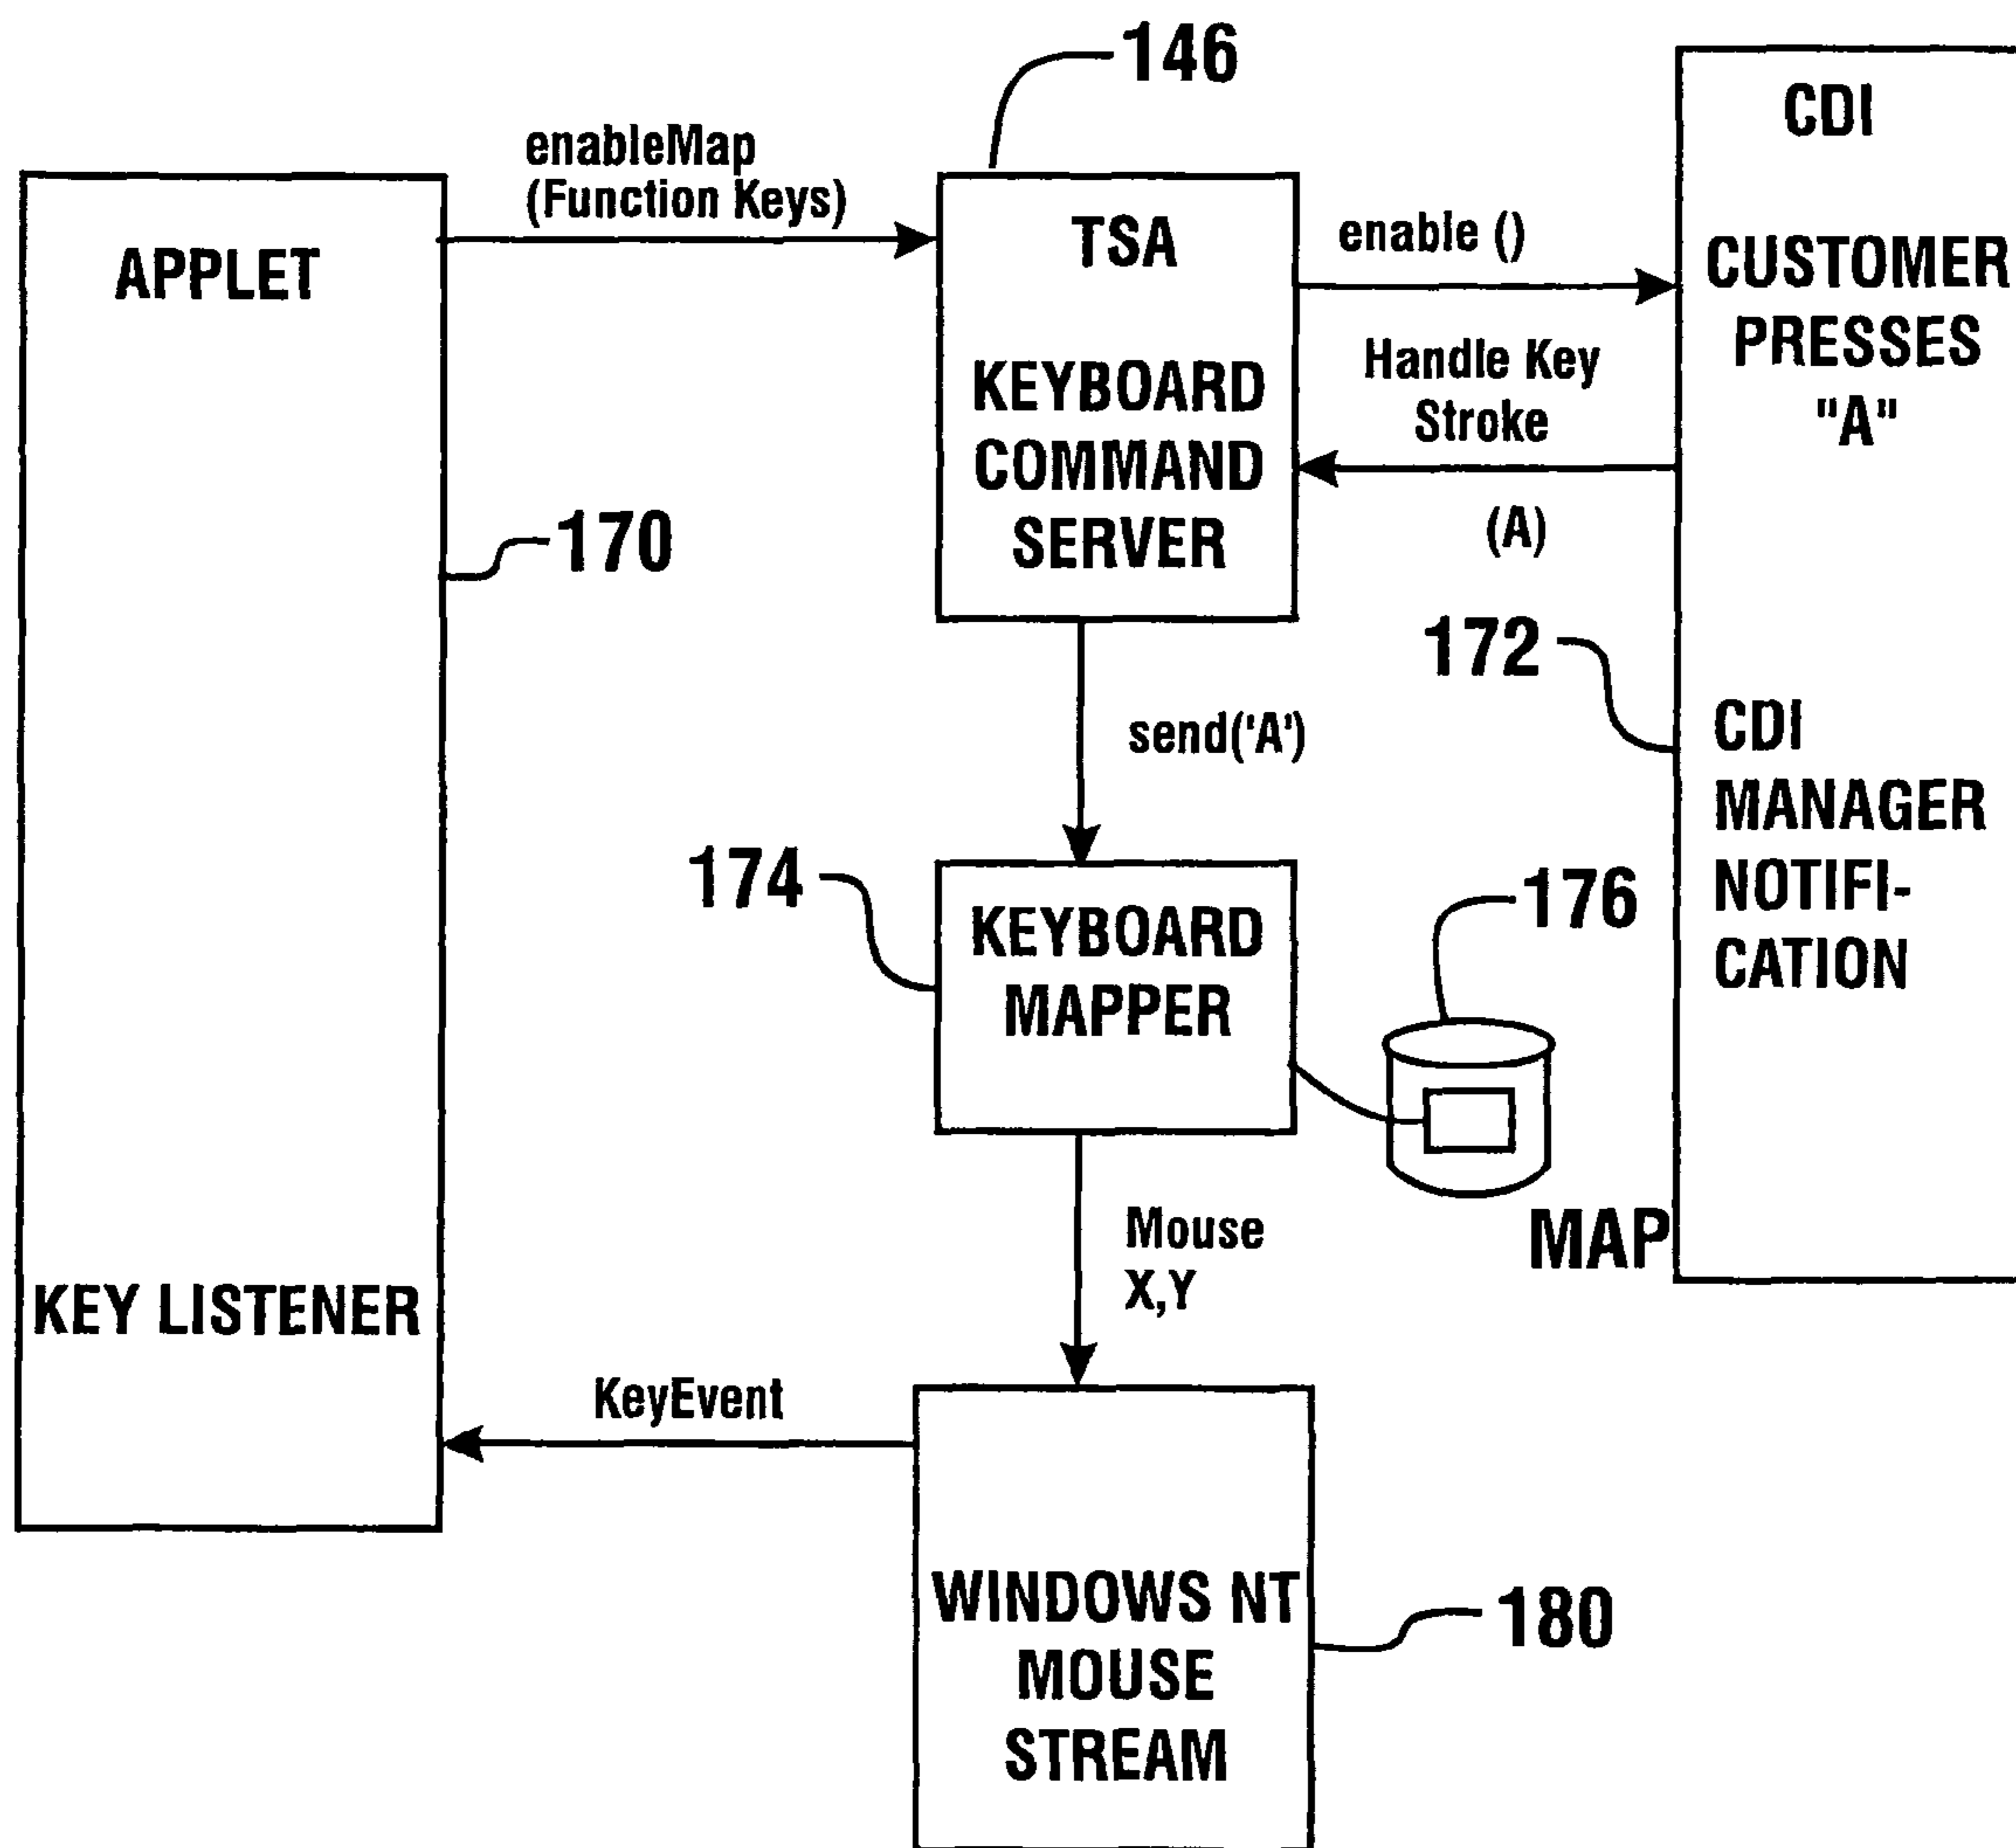 146
CDI
enableMap
(Function Keys)
APPLET
TSA
enable ()
CUSTOMER
PRESSES
"A"
KEYBOARD
COMMAND
SERVER
Handle Key
Stroke
(A)
170
172
send('A')
CDI
MANAGER
NOTIFI-
CATION
174
KEYBOARD
MAPPER
176
MAP
Mouse
X,Y
KEY LISTENER
KeyEvent
WINDOWS NT
MOUSE
STREAM
180